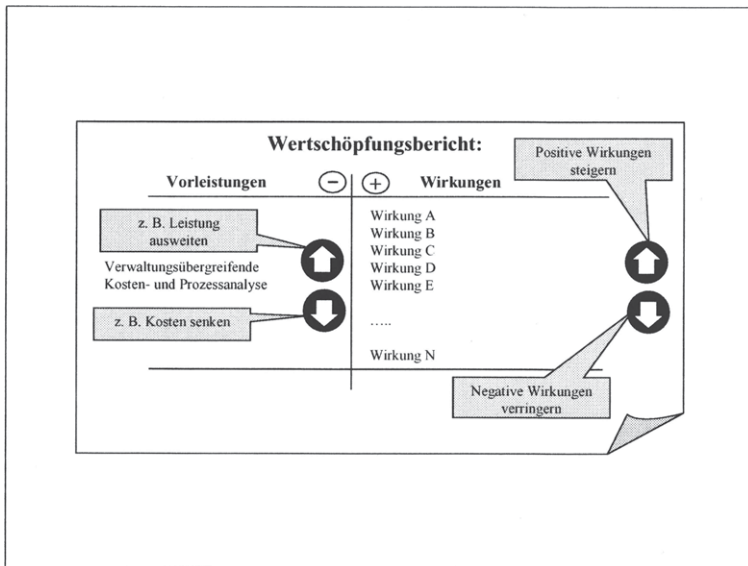 Wertschöpfungsbericht:
Positive Wirkungen
steigern
Vorleistungen
−
+
Wirkungen
z. B. Leistung
ausweiten
Verwaltungsübergreifende
Kosten- und Prozessanalyse
z. B. Kosten senken
Wirkung A
Wirkung B
Wirkung C
Wirkung D
Wirkung E
…..
Wirkung N
Negative Wirkungen
verringern